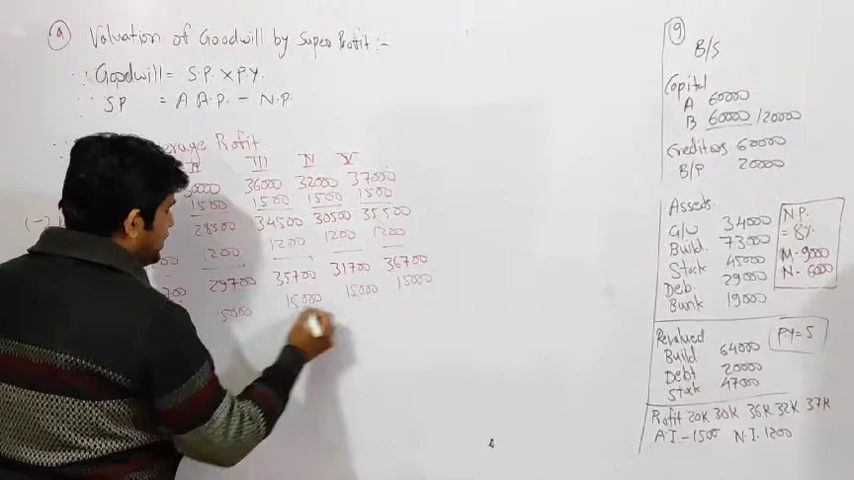 (a) Valuation of Goodwill by Super Profit :-
∴ Goodwill = S.P. × P.Y.
∴ SP = A.A.P. - N.P.
erage Profit
II III IV V
30000 36000 32000 37000
1500 1500 1500 1500
28500 34500 30500 35500
1200 1200 1200 1200
29700 35700 31700 36700
15000 15000 15000 15000
(-)
9 B/S
Capital
A 60000
B 60000 /120000
Creditors 60000
B/P 20000
Assets
G/W 34000
Build. 73000
Stock 45000
Debt 29000
Bank 19000
N.P.
= 8%
M - 9000
N - 6000
Revalued
Build. 64000
Debt 20000
Stock 47000
PY = 5
Profit 20K 30K 36K 32K 37K
A.I. - 1500 N.I. 1200